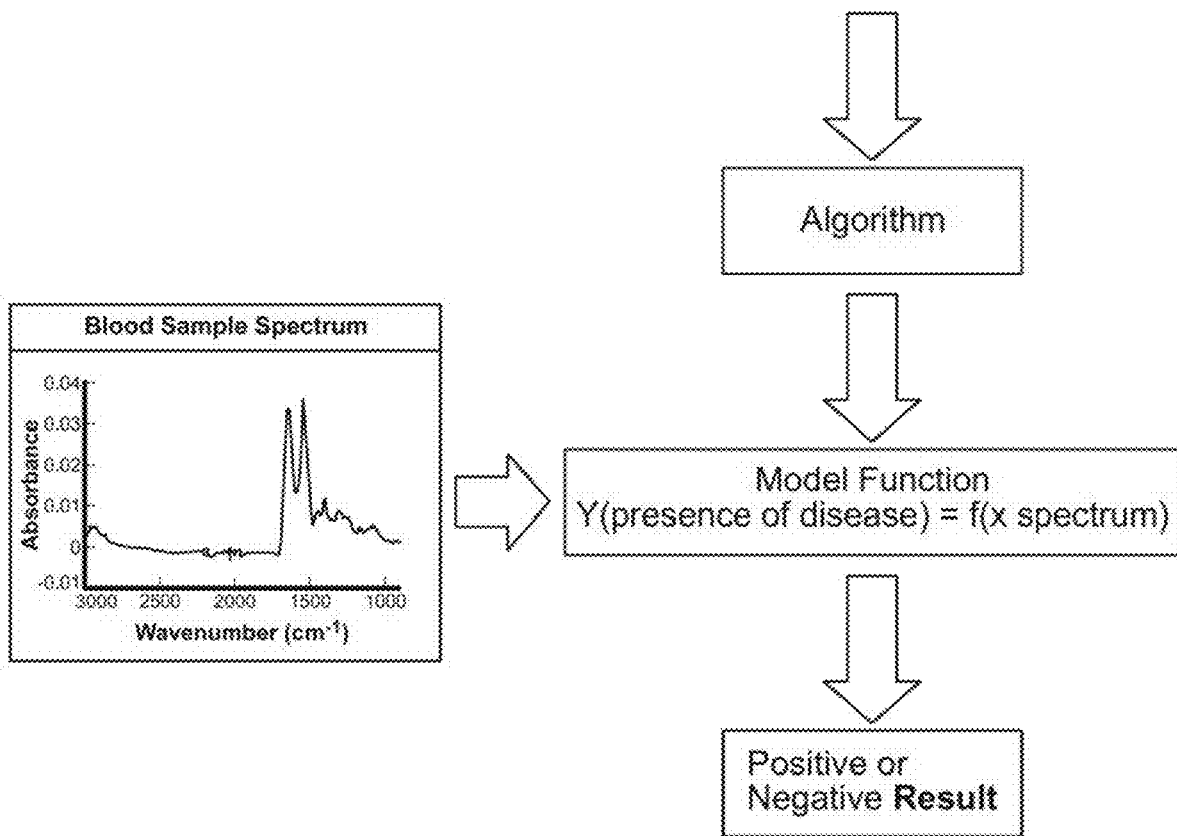 Algorithm
Blood Sample Spectrum
0.04
0.03
0.02
0.01
0
-0.01
Absorbance
3000 2500 2000 1500 1000
Wavenumber (cm⁻¹)
Model Function
Y(presence of disease) = f(x spectrum)
Positive or
Negative Result